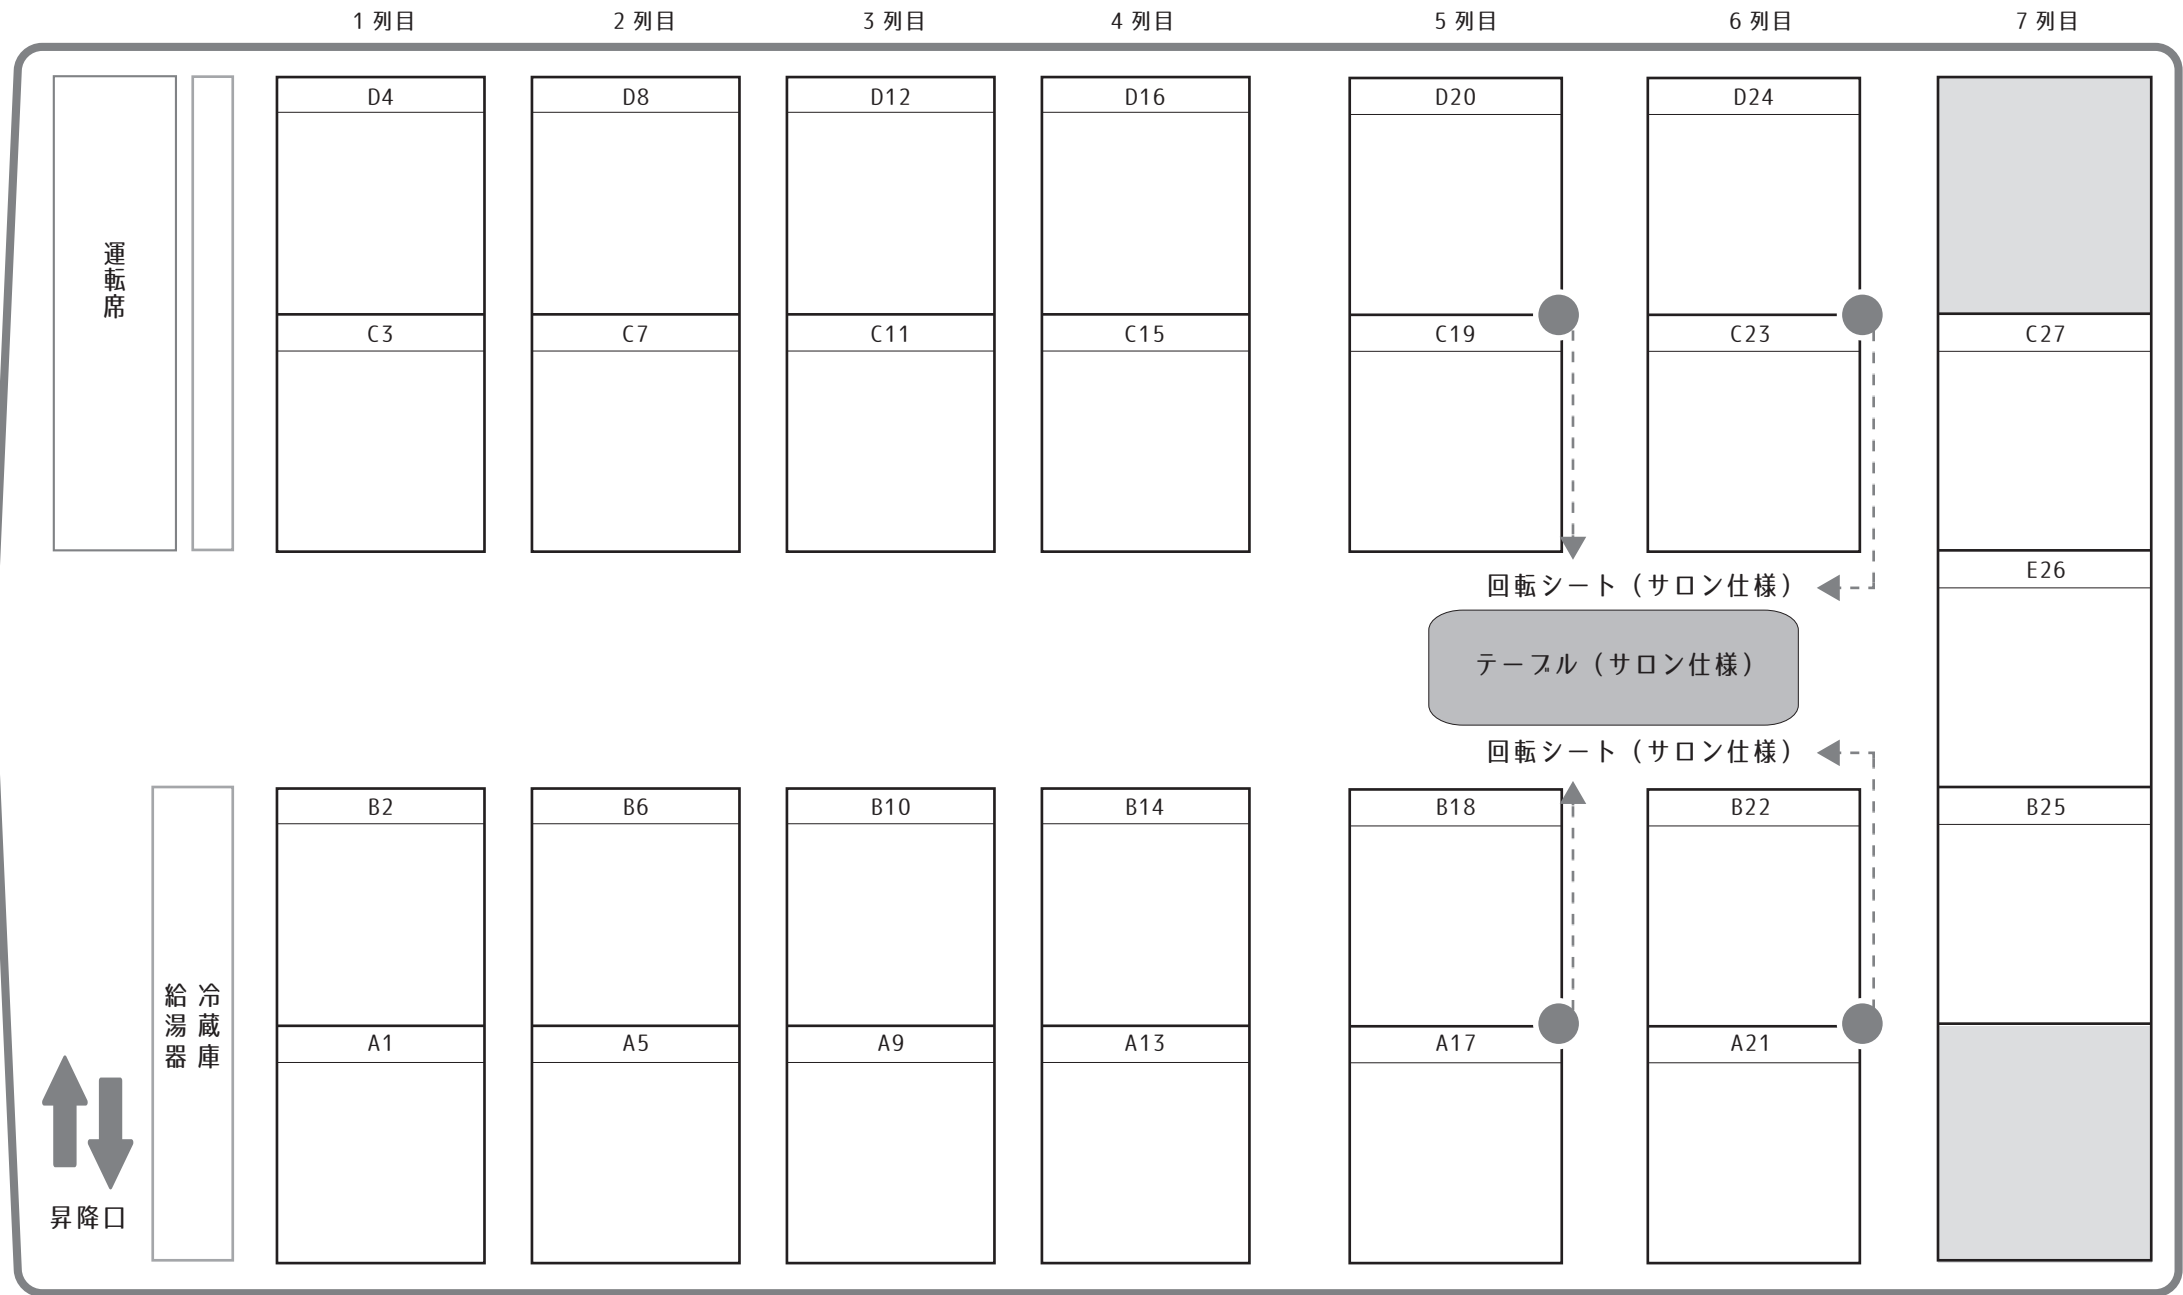 1 列目
2 列目
3 列目
4 列目
5 列目
6 列目
7 列目
D4
D8
D12
D16
D20
D24
運転席
C3
C7
C11
C15
C19
C23
C27
E26
回転シート（サロン仕様）
テーブル（サロン仕様）
回転シート（サロン仕様）
B2
B6
B10
B14
B18
B22
B25
冷蔵庫
給湯器
A1
A5
A9
A13
A17
A21
昇降口